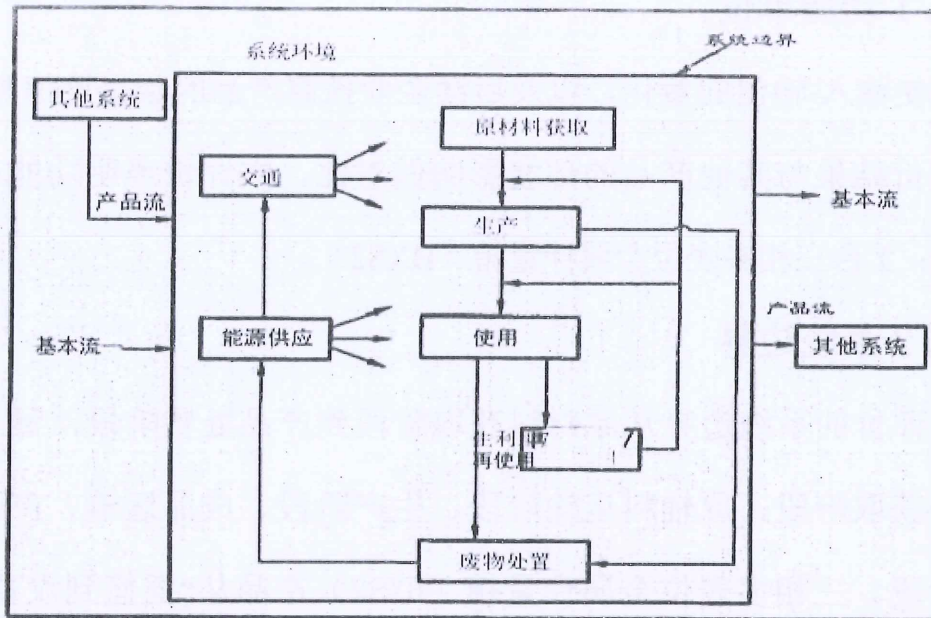 系统环境
系统边界
其他系统
原材料获取
交通
产品流
基本流
生产
产品流
能源供应
使用
基本流
其他系统
再使用
废物处置